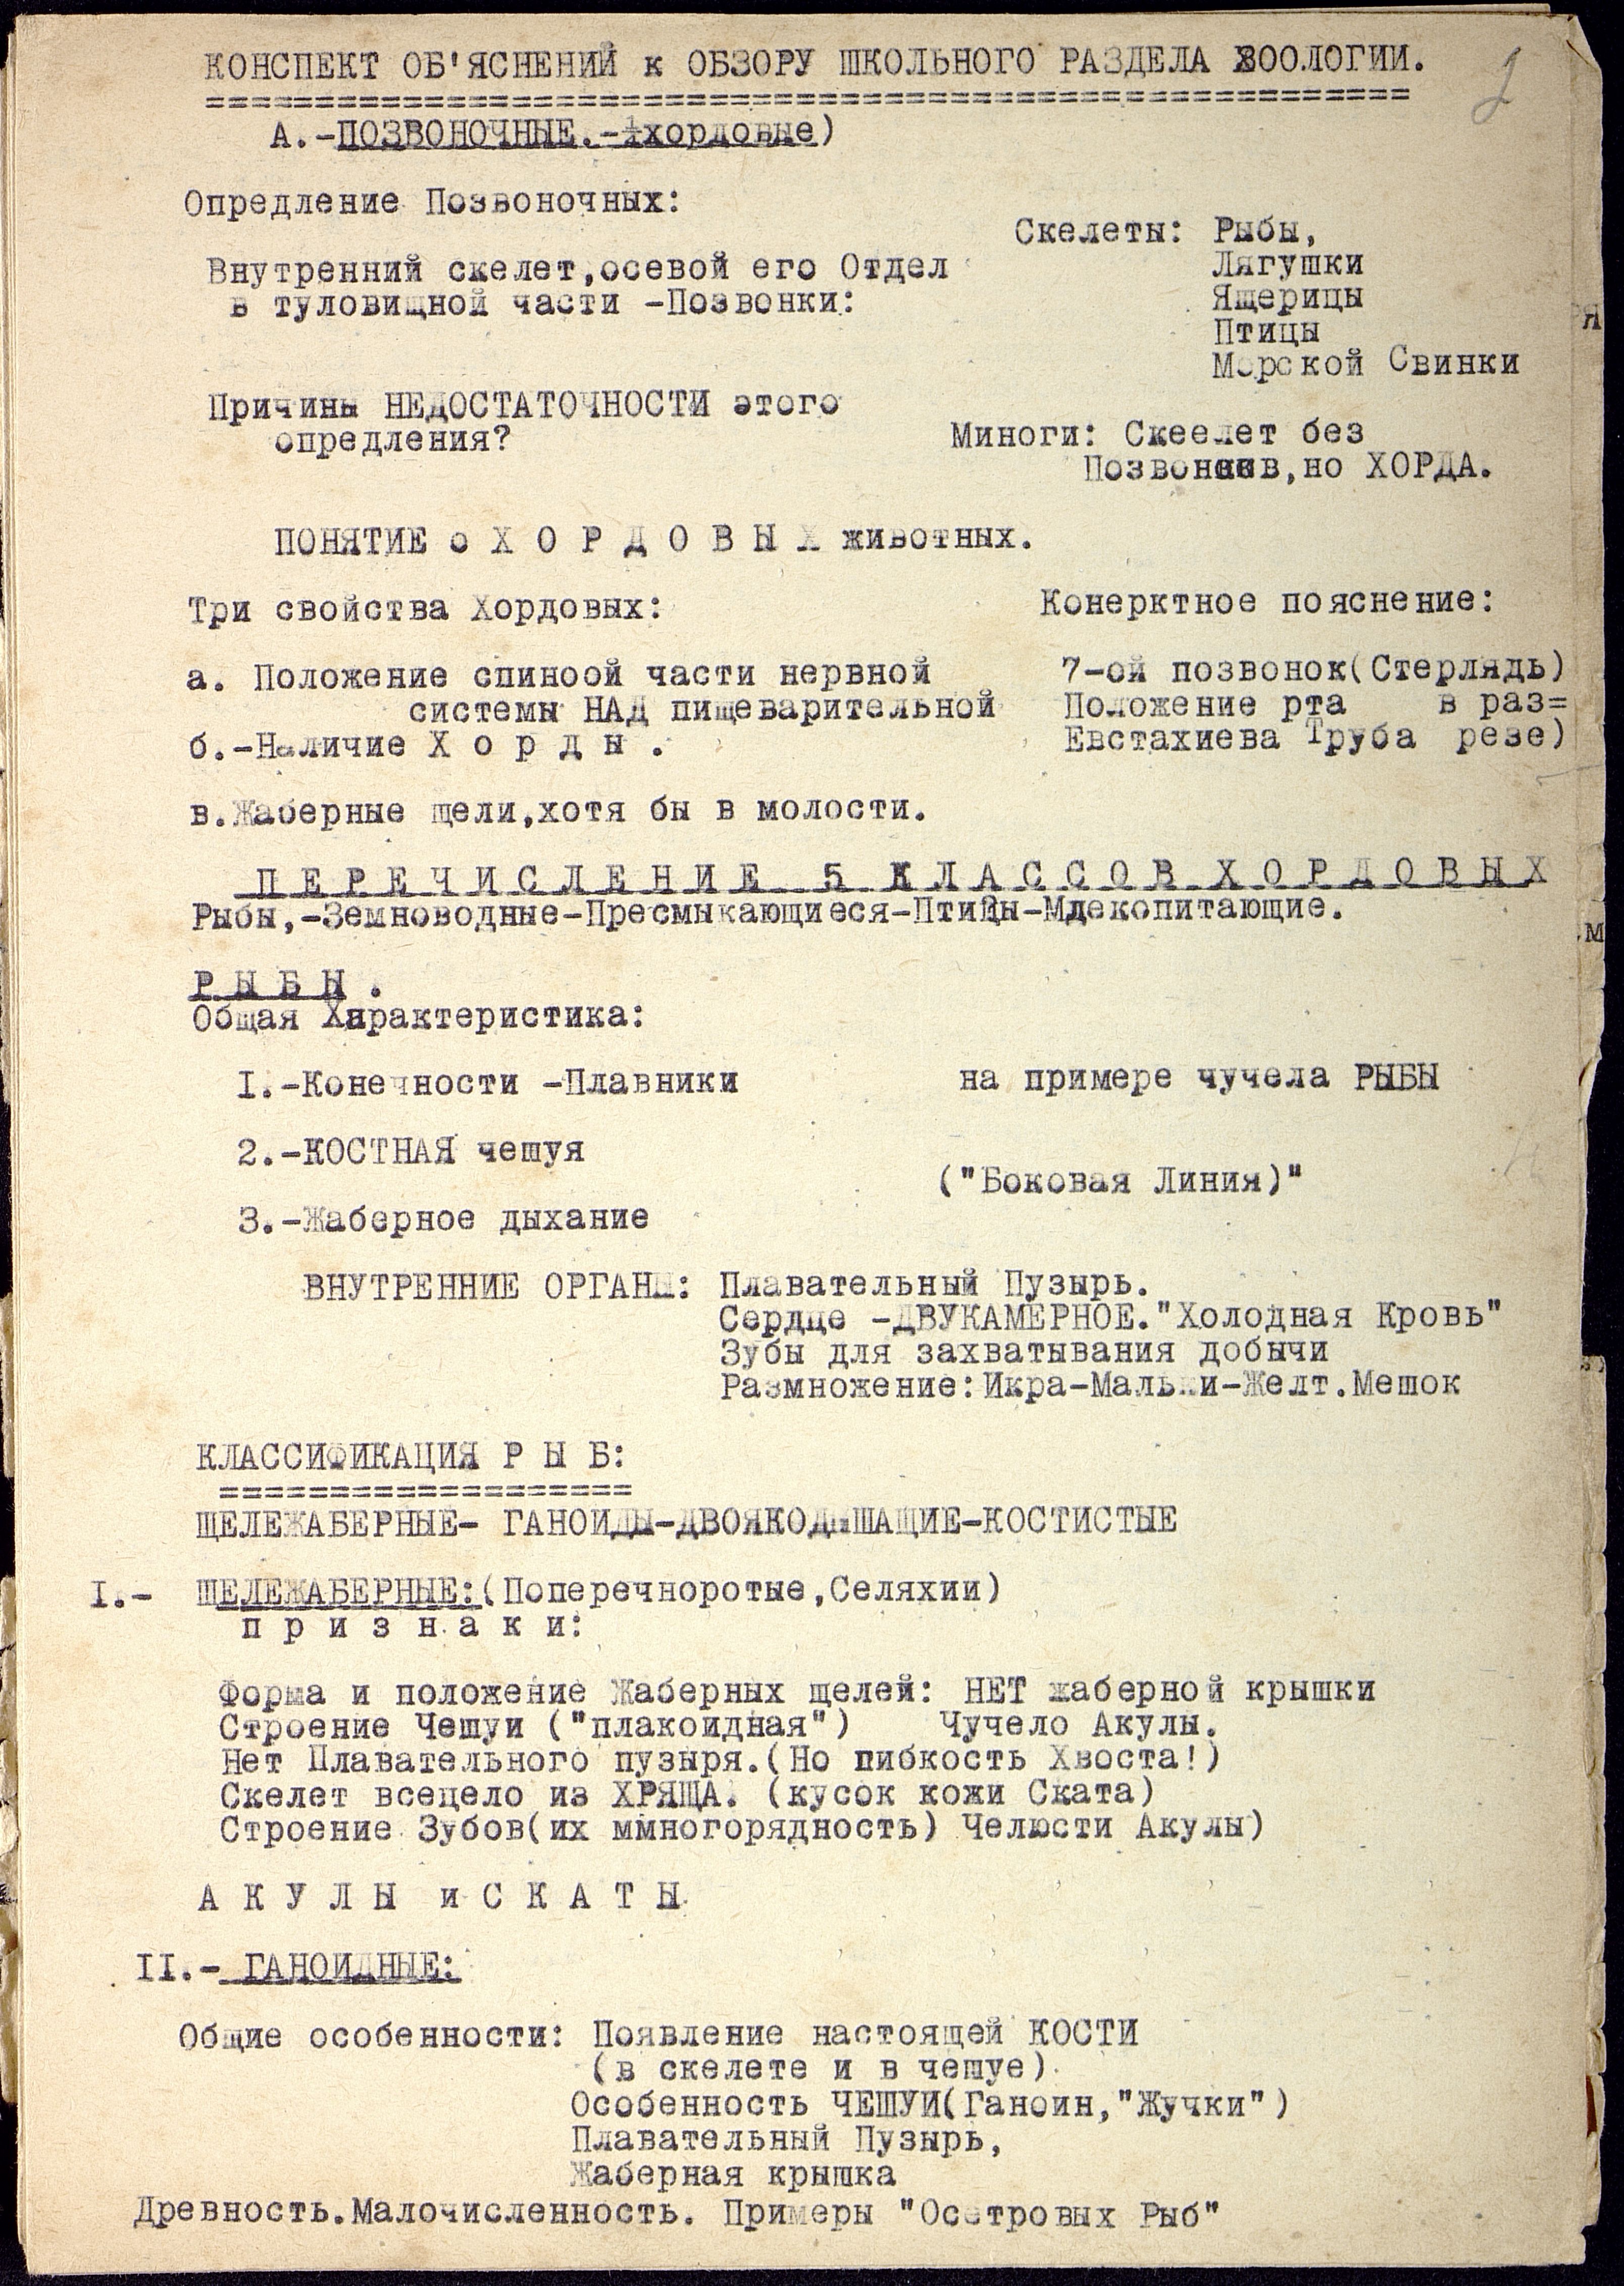 КОНСПЕКТ ОБ'ЯСНЕНИЙ к ОБЗОРУ ШКОЛЬНОГО РАЗДЕЛА ЗООЛОГИИ.
=======================================================
А.-ПОЗВОНОЧНЫЕ.-(хордовые)
Опредление Позвоночных:
Скелеты: Рыбы,
Внутренний скелет,осевой его Отдел
Лягушки
в туловищной части -Позвонки:
Ящерицы
Птицы
Морской Свинки
Причины НЕДОСТАТОЧНОСТИ этого
опредления?
Миноги: Скеелет без
Позвонков,но ХОРДА.
ПОНЯТИЕ о Х О Р Д О В Ы Х животных.
Три свойства Хордовых:
Конерктное пояснение:
а. Положение спиноой части нервной
7-ой позвонок(Стерлядь)
системы НАД пищеварительной
Положение рта в раз=
б.-Наличие Х о р д ы .
Евстахиева Труба резе)
в.Жаберные щели,хотя бы в молости.
П Е Р Е Ч И С Л Е Н И Е 5 К Л А С С О В Х О Р Д О В Ы Х
Рыбы,-Земноводные-Пресмыкающиеся-Птицы-Млекопитающие.
Р Ы Б Ы .
Общая Характеристика:
I.-Конечности -Плавники
на примере чучела РЫБЫ
2.-КОСТНАЯ чешуя
("Боковая Линия)"
3.-Жаберное дыхание
ВНУТРЕННИЕ ОРГАНЫ: Плавательный Пузырь.
Сердце -ДВУКАМЕРНОЕ."Холодная Кровь"
Зубы для захватывания добычи
Размножение:Икра-Мальки-Желт.Мешок
КЛАССИФИКАЦИЯ Р Ы Б:
===================
ЩЕЛЕЖАБЕРНЫЕ- ГАНОИДЫ-ДВОЯКОДЫШАЩИЕ-КОСТИСТЫЕ
I.- ЩЕЛЕЖАБЕРНЫЕ:(Поперечноротые,Селяхии)
п р и з н а к и:
Форма и положение Жаберных щелей: НЕТ жаберной крышки
Строение Чешуи ("плакоидная") Чучело Акулы.
Нет Плавательного пузыря.(Но гибкость Хвоста!)
Скелет всецело из ХРЯЩА. (кусок кожи Ската)
Строение Зубов(их ммногорядность) Челюсти Акулы)
А К У Л Ы и С К А Т Ы
II.- ГАНОИДНЫЕ:
Общие особенности: Появление настоящей КОСТИ
(в скелете и в чешуе)
Особенность ЧЕШУИ(Ганоин,"Жучки")
Плавательный Пузырь,
Жаберная крышка
Древность.Малочисленность. Примеры "Осетровых Рыб"